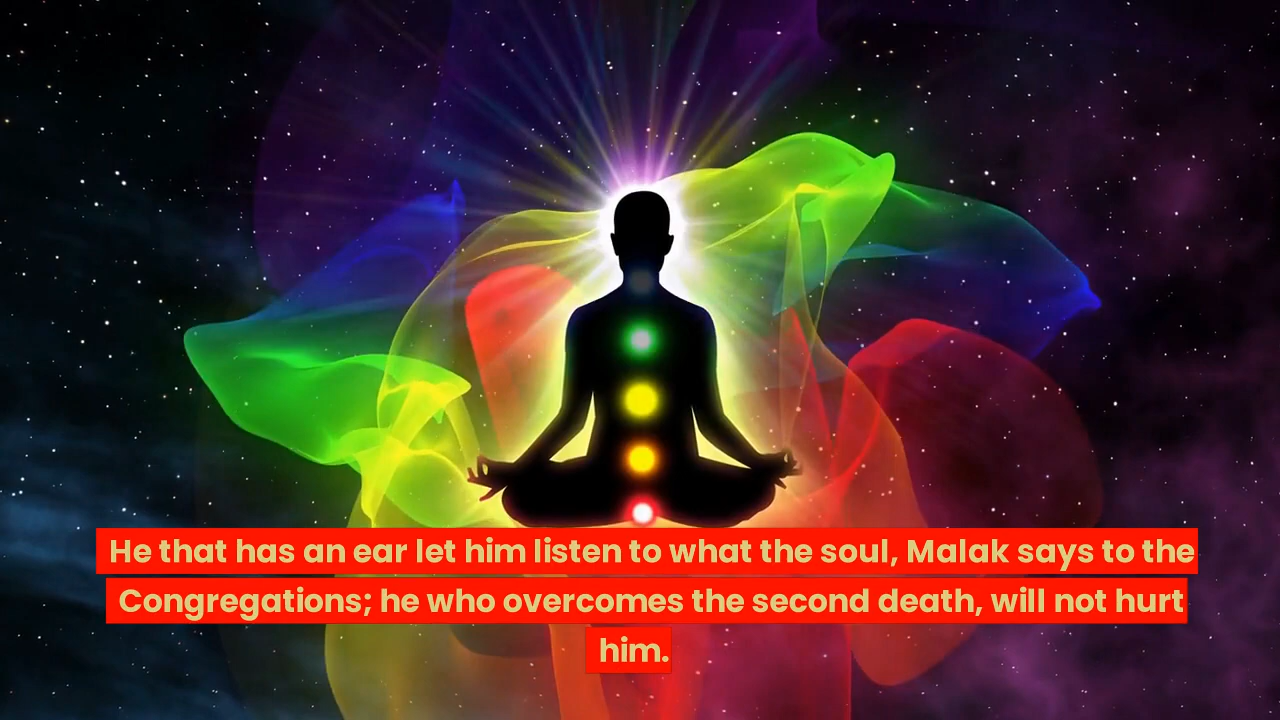 He that has an ear let him listen to what the soul, Malak says to the
Congregations; he who overcomes the second death, will not hurt
him.